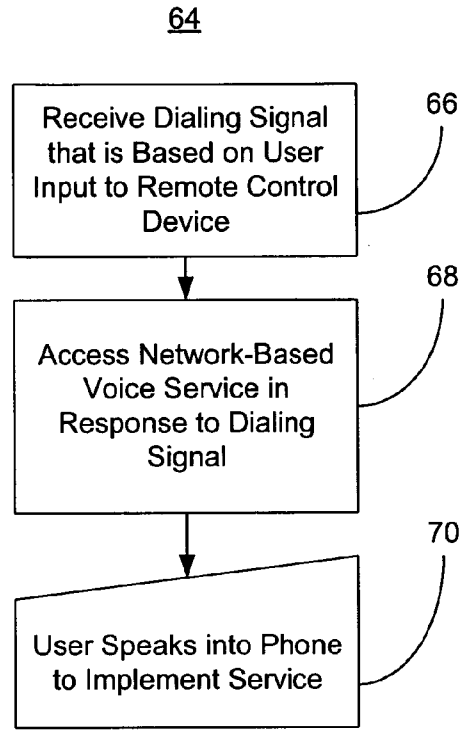 64
Receive Dialing Signal
that is Based on User
Input to Remote Control
Device
66
Access Network-Based
Voice Service in
Response to Dialing
Signal
68
User Speaks into Phone
to Implement Service
70